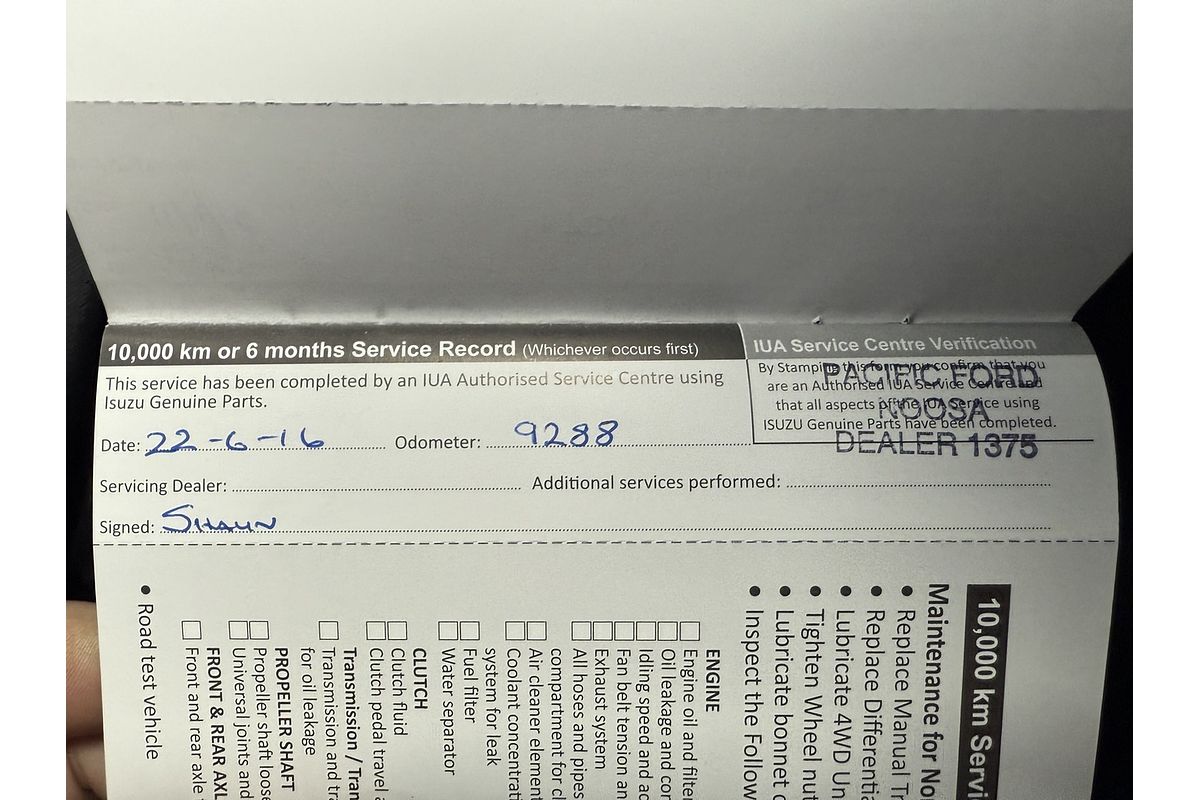 10,000 km or 6 months Service Record (Whichever occurs first)
This service has been completed by an IUA Authorised Service Centre using
Isuzu Genuine Parts.
Date: 22-6-16 Odometer: 9288
Servicing Dealer: Additional services performed:
Signed: Shaun
IUA Service Centre Verification
By Stamping this form you confirm that you
are an Authorised IUA Service Centre and
that all aspects of the IUA Service using
ISUZU Genuine Parts have been completed.
PACIFIC FORD
NOOSA
DEALER 1375
10,000 km Servi
Maintenance for No
• Replace Manual Tr
• Replace Differentia
• Lubricate 4WD Un
• Tighten Wheel nut
• Lubricate bonnet
• Inspect the Follow
ENGINE
Engine oil and filter
Oil leakage and con
Idling speed and ac
Fan belt tension an
Exhaust system
All hoses and pipes
compartment for cl
Air cleaner element
Coolant concentrat
system for leak
Fuel filter
Water separator
CLUTCH
Clutch fluid
Clutch pedal travel
Transmission / Tran
Transmission and tra
for oil leakage
PROPELLER SHAFT
Propeller shaft loose
Universal joints and
FRONT & REAR AXL
Front and rear axle
• Road test vehicle